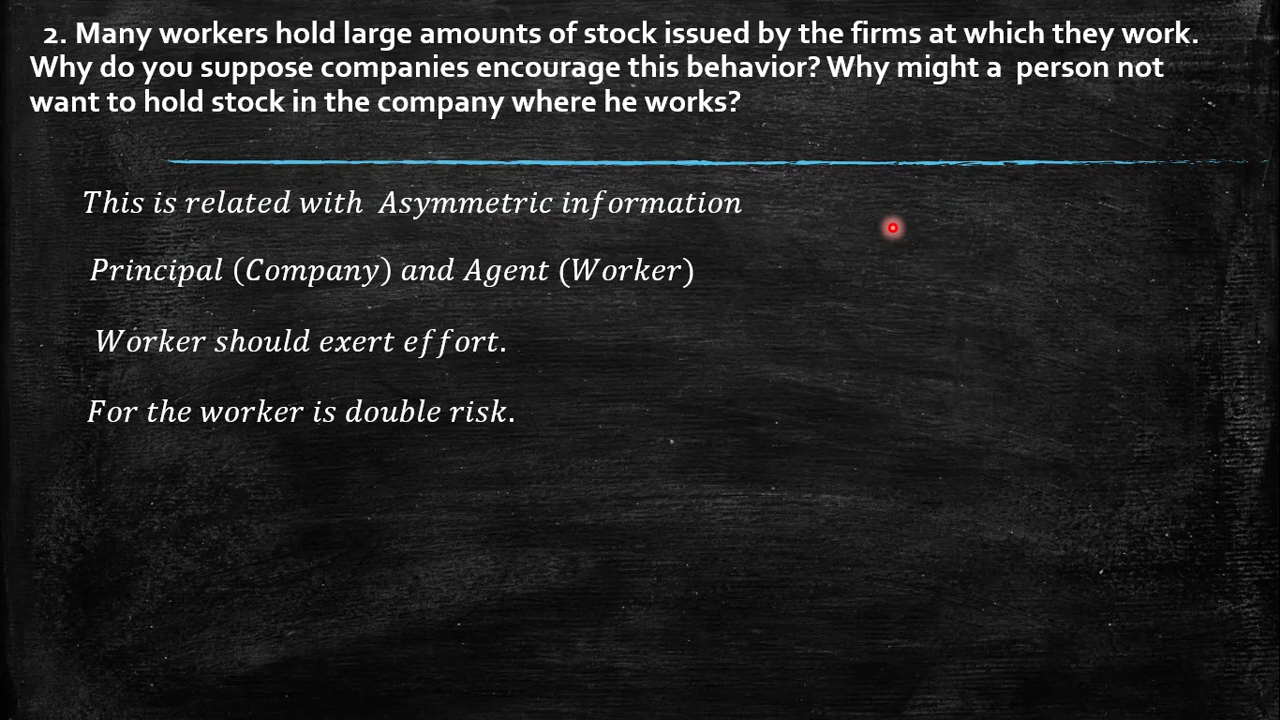 2. Many workers hold large amounts of stock issued by the firms at which they work.
Why do you suppose companies encourage this behavior? Why might a person not
want to hold stock in the company where he works?
This is related with Asymmetric information
Principal (Company) and Agent (Worker)
Worker should exert effort.
For the worker is double risk.